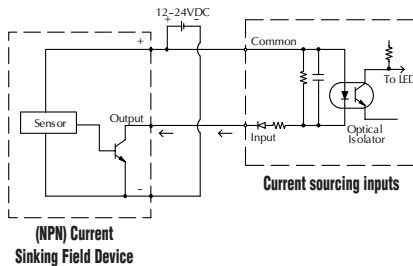 12–24VDC
+ -
+
Common
To LED
Sensor
Output
Input
Optical
Isolator
-
Current sourcing inputs
(NPN) Current
Sinking Field Device